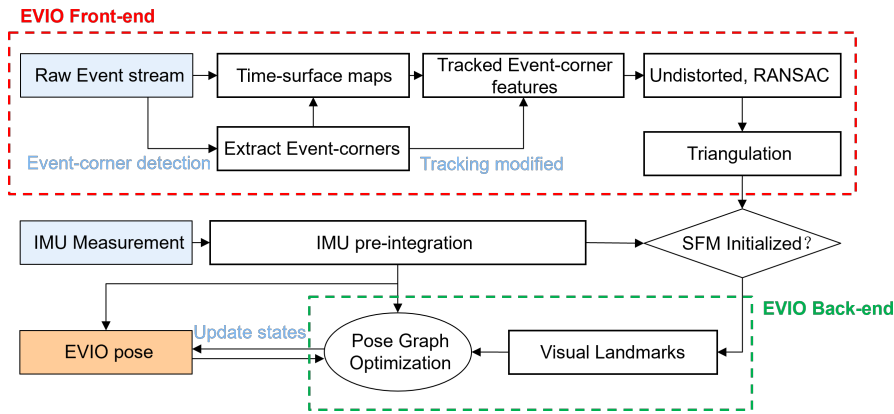 EVIO Front-end
Raw Event stream
Time-surface maps
Tracked Event-corner
features
Undistorted, RANSAC
Event-corner detection
Extract Event-corners
Tracking modified
Triangulation
IMU Measurement
IMU pre-integration
SFM Initialized?
EVIO Back-end
Update states
EVIO pose
Pose Graph
Optimization
Visual Landmarks